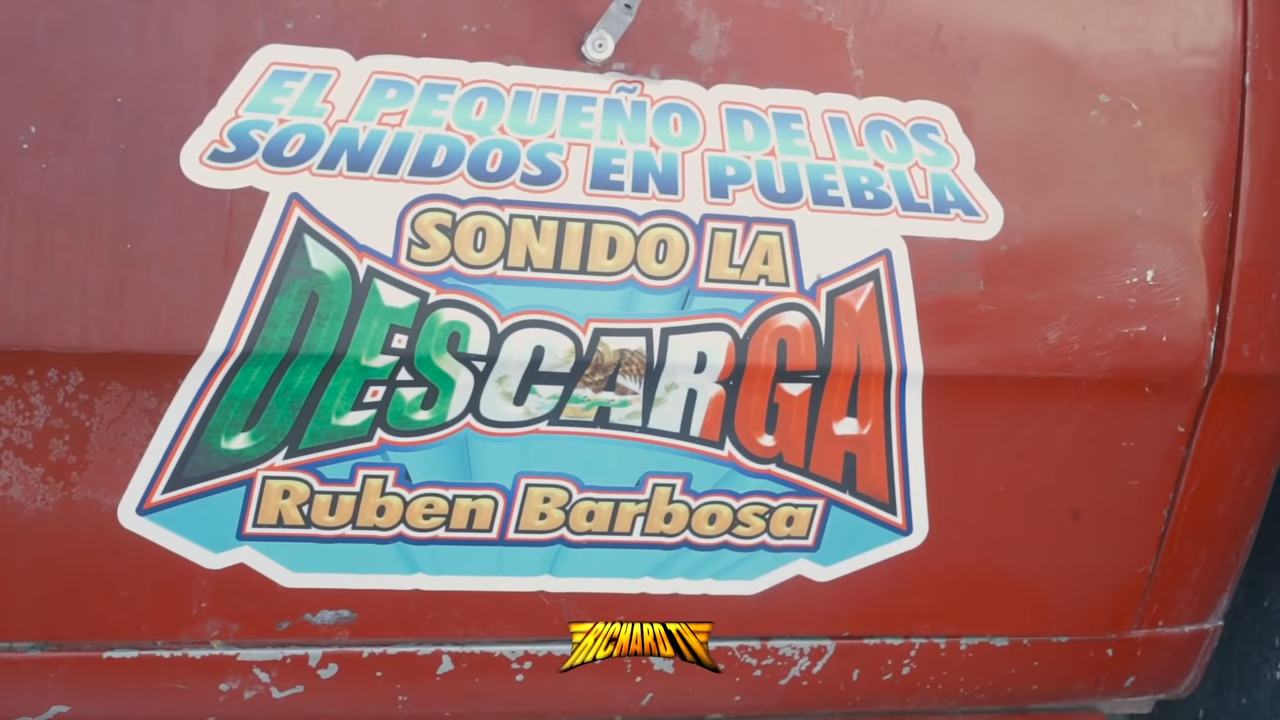 EL PEQUEÑO DE LOS
SONIDOS EN PUEBLA
SONIDO LA
DESCARGA
Ruben Barbosa
RICHARD TV